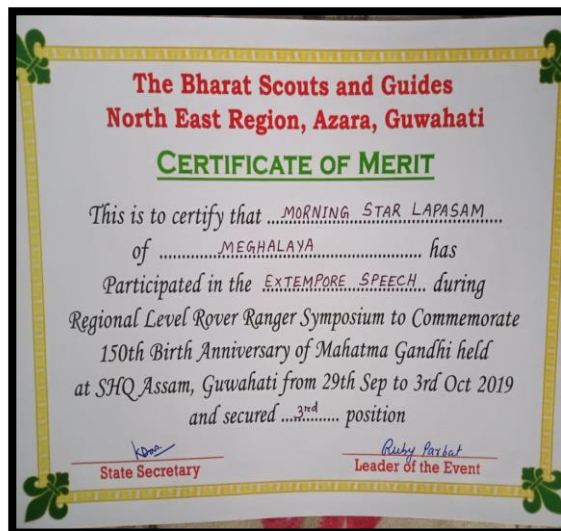 The Bharat Scouts and Guides
North East Region, Azara, Guwahati
CERTIFICATE OF MERIT
This is to certify that ...MORNING STAR LAPASAM...
of ...MEGHALAYA... has
Participated in the EXTEMPORE SPEECH... during
Regional Level Rover Ranger Symposium to Commemorate
150th Birth Anniversary of Mahatma Gandhi held
at SHQ Assam, Guwahati from 29th Sep to 3rd Oct 2019
and secured ...3rd... position
Ruby Parbat
State Secretary
Leader of the Event